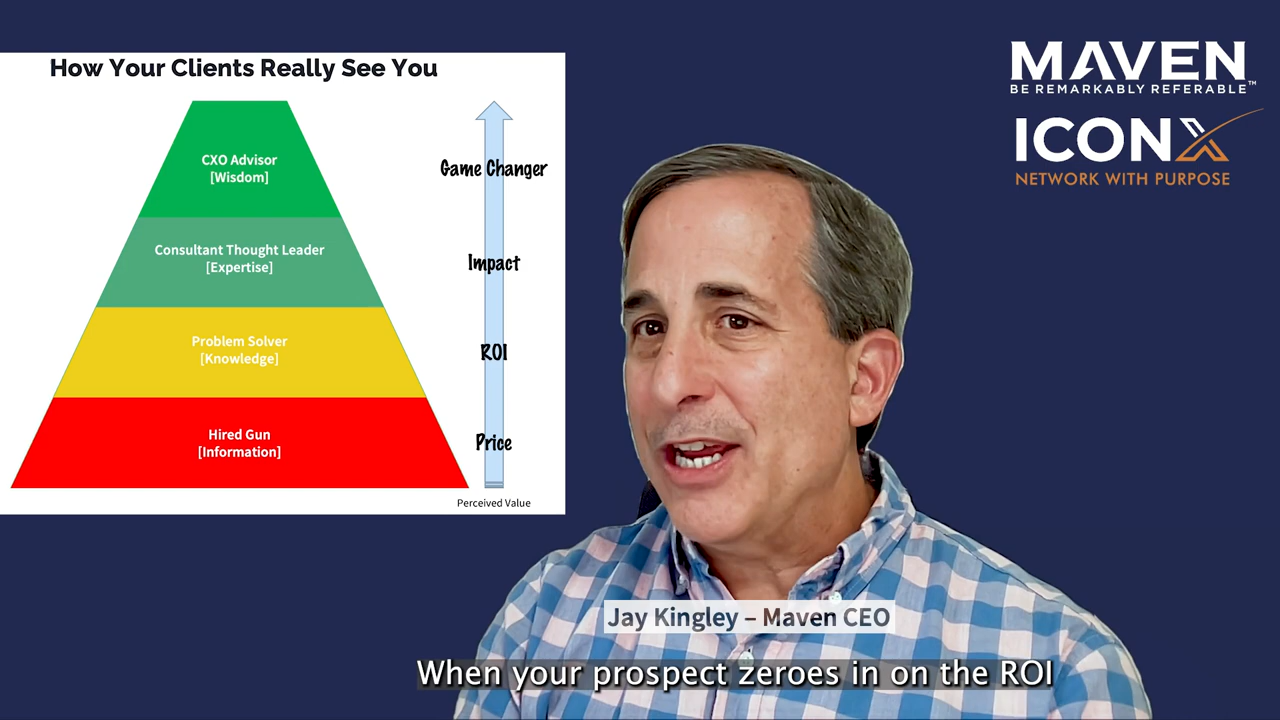 How Your Clients Really See You
CXO Advisor
[Wisdom]
Consultant Thought Leader
[Expertise]
Problem Solver
[Knowledge]
Hired Gun
[Information]
Game Changer
Impact
ROI
Price
Perceived Value
MAVEN
BE REMARKABLY REFERABLE™
ICONX
NETWORK WITH PURPOSE
Jay Kingley – Maven CEO
When your prospect zeroes in on the ROI